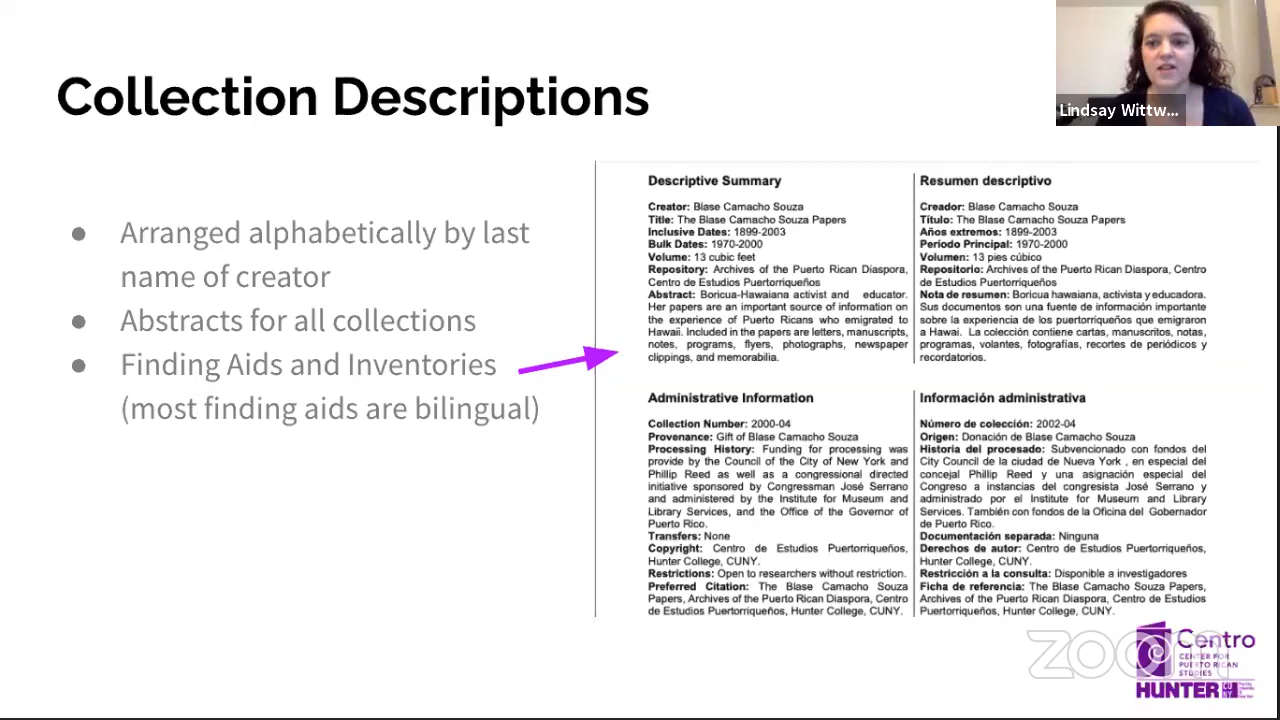 Collection Descriptions
Lindsay Wittw...
● Arranged alphabetically by last
name of creator
● Abstracts for all collections
● Finding Aids and Inventories
(most finding aids are bilingual)
Descriptive Summary
Creator: Blase Camacho Souza
Title: The Blase Camacho Souza Papers
Inclusive Dates: 1899-2003
Bulk Dates: 1970-2000
Volume: 13 cubic feet
Repository: Archives of the Puerto Rican Diaspora,
Centro de Estudios Puertorriqueños
Abstract: Boricua-Hawaiana activist and educator.
Her papers are an important source of information on
the experience of Puerto Ricans who emigrated to
Hawaii. Included in the papers are letters, manuscripts,
notes, programs, flyers, photographs, newspaper
clippings, and memorabilia.
Administrative Information
Collection Number: 2000-04
Provenance: Gift of Blase Camacho Souza
Processing History: Funding for processing was
provide by the Council of the City of New York and
Phillip Reed as well as a congressional directed
initiative sponsored by Congressman José Serrano
and administered by the Institute for Museum and
Library Services, and the Office of the Governor of
Puerto Rico.
Transfers: None
Copyright: Centro de Estudios Puertorriqueños,
Hunter College, CUNY.
Restrictions: Open to researchers without restriction.
Preferred Citation: The Blase Camacho Souza
Papers, Archives of the Puerto Rican Diaspora, Centro
de Estudios Puertorriqueños, Hunter College, CUNY.
Resumen descriptivo
Creador: Blase Camacho Souza
Título: The Blase Camacho Souza Papers
Años extremos: 1899-2003
Período Principal: 1970-2000
Volumen: 13 pies cúbico
Repositorio: Archives of the Puerto Rican Diaspora, Centro
de Estudios Puertorriqueños
Nota de resumen: Boricua hawaiana, activista y educadora.
Sus documentos son una fuente de información importante
sobre la experiencia de los puertorriqueños que emigraron
a Hawai. La colección contiene cartas, manuscritos, notas,
programas, volantes, fotografías, recortes de periódicos y
recordatorios.
Información administrativa
Número de colección: 2002-04
Origen: Donación de Blase Camacho Souza
Historia del procesado: Subvencionado con fondos del
City Council de la ciudad de Nueva York , en especial del
concejal Phillip Reed y una asignación especial del
Congreso a instancias del congresista José Serrano y
administrado por el Institute for Museum and Library
Services. También con fondos de la Oficina del Gobernador
de Puerto Rico.
Documentación separada: Ninguna
Derechos de autor: Centro de Estudios Puertorriqueños,
Hunter College, CUNY.
Restricción a la consulta: Disponible a investigadores
Ficha de referencia: The Blase Camacho Souza Papers,
Archives of the Puerto Rican Diaspora, Centro de Estudios
Puertorriqueños, Hunter College, CUNY.
zoom
Centro
CENTER FOR
PUERTO RICAN
STUDIES
HUNTER